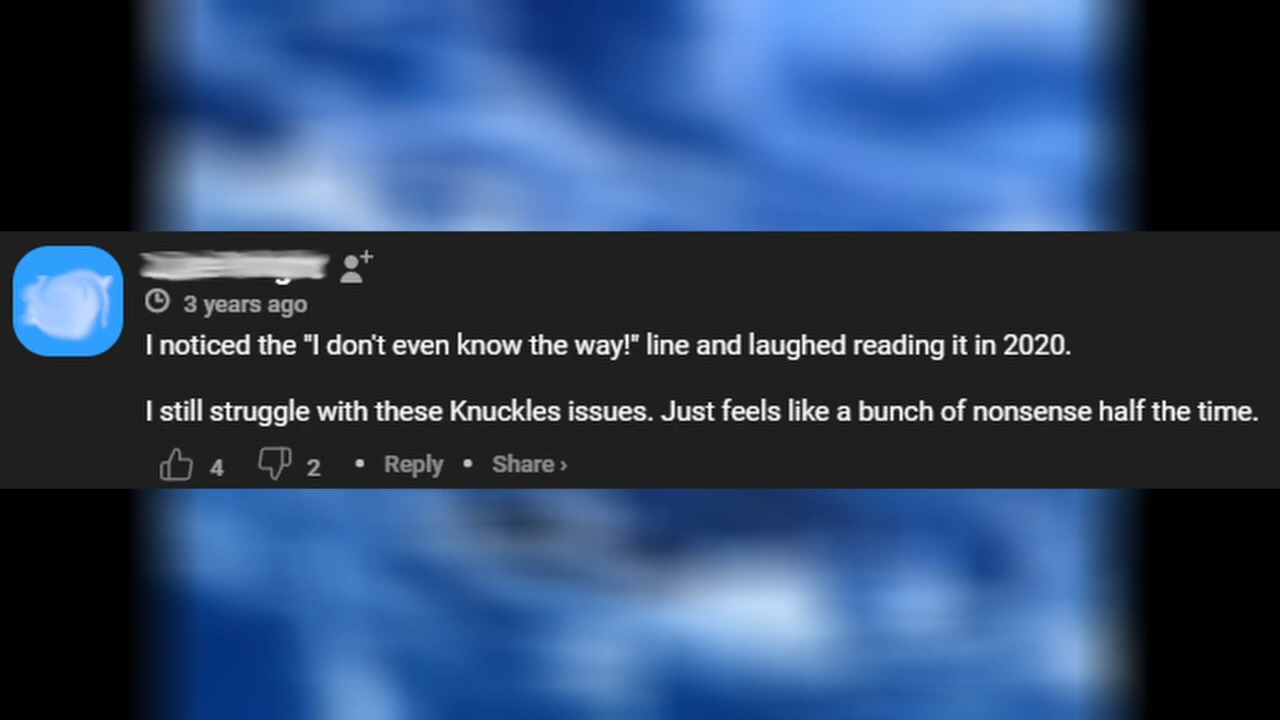 3 years ago
I noticed the "I don't even know the way!" line and laughed reading it in 2020.
I still struggle with these Knuckles issues. Just feels like a bunch of nonsense half the time.
4 2 • Reply • Share ›